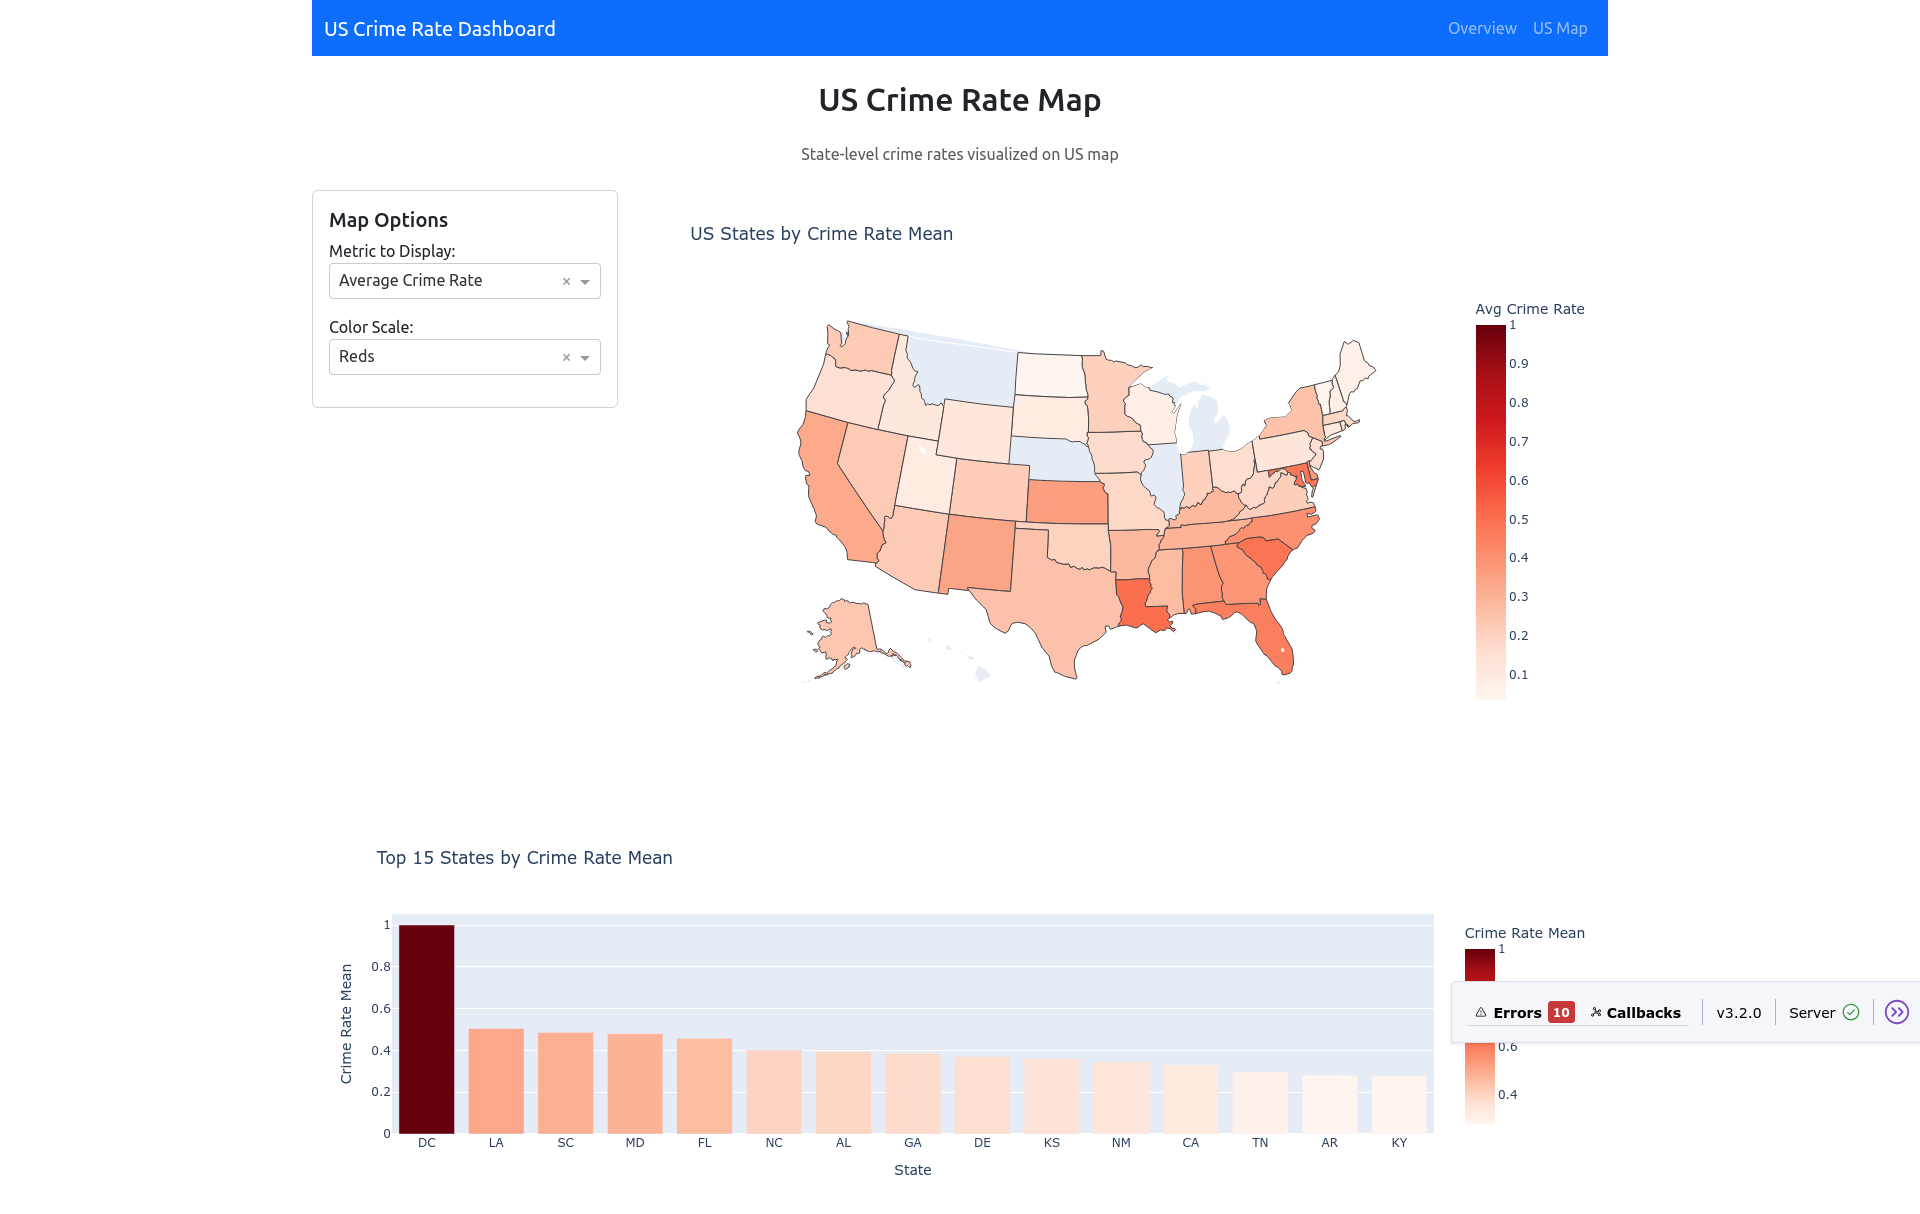 US Crime Rate Dashboard
Overview
US Map
US Crime Rate Map
State-level crime rates visualized on US map
Map Options
Metric to Display:
Average Crime Rate
×
Color Scale:
Reds
×
US States by Crime Rate Mean
Avg Crime Rate
1
0.9
0.8
0.7
0.6
0.5
0.4
0.3
0.2
0.1
Top 15 States by Crime Rate Mean
Crime Rate Mean
1
0.8
0.6
0.4
0.2
0
DC LA SC MD FL NC AL GA DE KS NM CA TN AR KY
State
Crime Rate Mean
1
0.6
0.4
Errors 10 Callbacks v3.2.0 Server